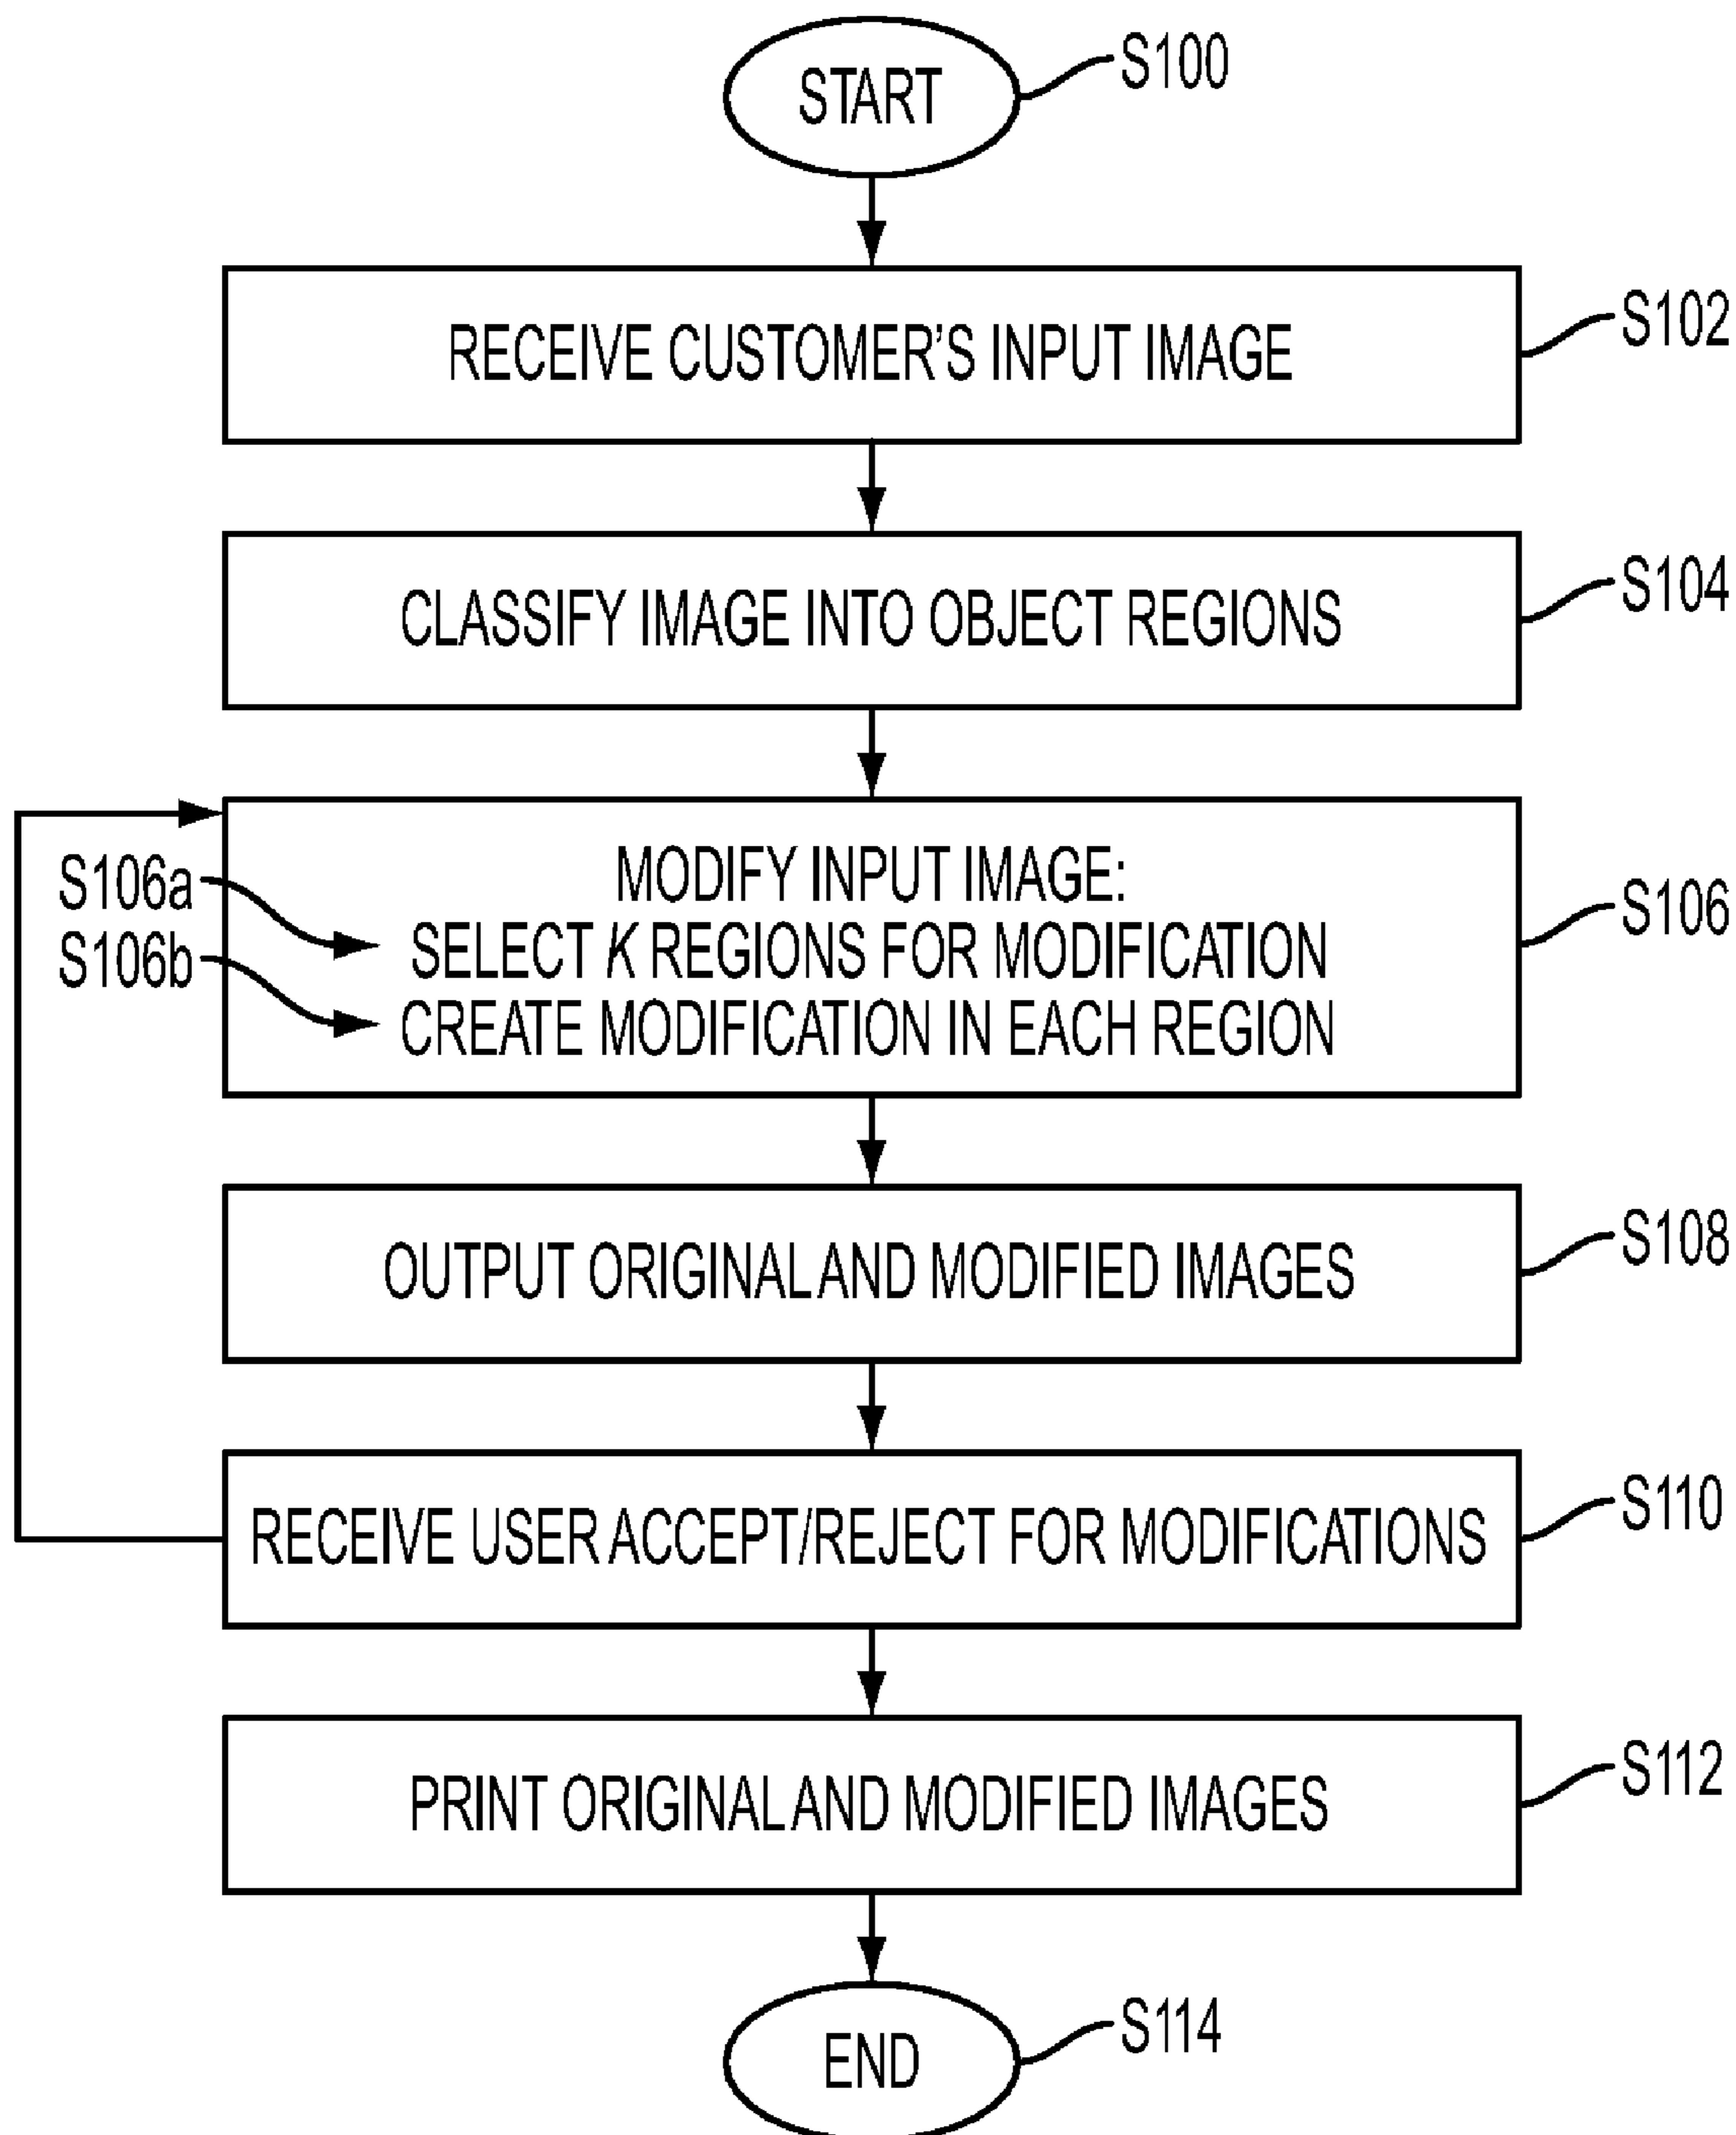 START
S100
RECEIVE CUSTOMER'S INPUT IMAGE
S102
CLASSIFY IMAGE INTO OBJECT REGIONS
S104
MODIFY INPUT IMAGE:
S106a
SELECT K REGIONS FOR MODIFICATION
S106
S106b
CREATE MODIFICATION IN EACH REGION
OUTPUT ORIGINAL AND MODIFIED IMAGES
S108
RECEIVE USER ACCEPT/REJECT FOR MODIFICATIONS
S110
PRINT ORIGINAL AND MODIFIED IMAGES
S112
END
S114